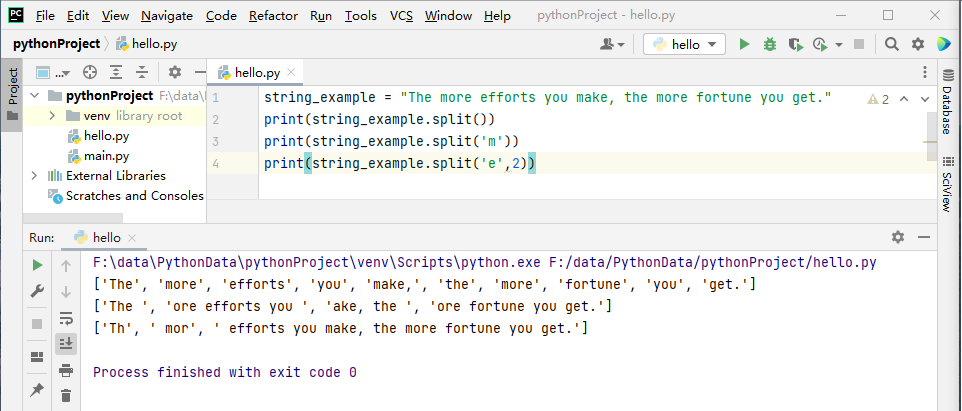 PC File Edit View Navigate Code Refactor Run Tools VCS Window Help pythonProject - hello.py
pythonProject hello.py hello
Project
... hello.py
pythonProject F:\data\
venv library root
hello.py
main.py
External Libraries
Scratches and Consoles
1 string_example = "The more efforts you make, the more fortune you get."
2 print(string_example.split())
3 print(string_example.split('m'))
4 print(string_example.split('e',2))
2
Database
SciView
Run: hello
F:\data\PythonData\pythonProject\venv\Scripts\python.exe F:/data/PythonData/pythonProject/hello.py
['The', 'more', 'efforts', 'you', 'make,', 'the', 'more', 'fortune', 'you', 'get.']
['The ', 'ore efforts you ', 'ake, the ', 'ore fortune you get.']
['Th', ' mor', ' efforts you make, the more fortune you get.']
Process finished with exit code 0